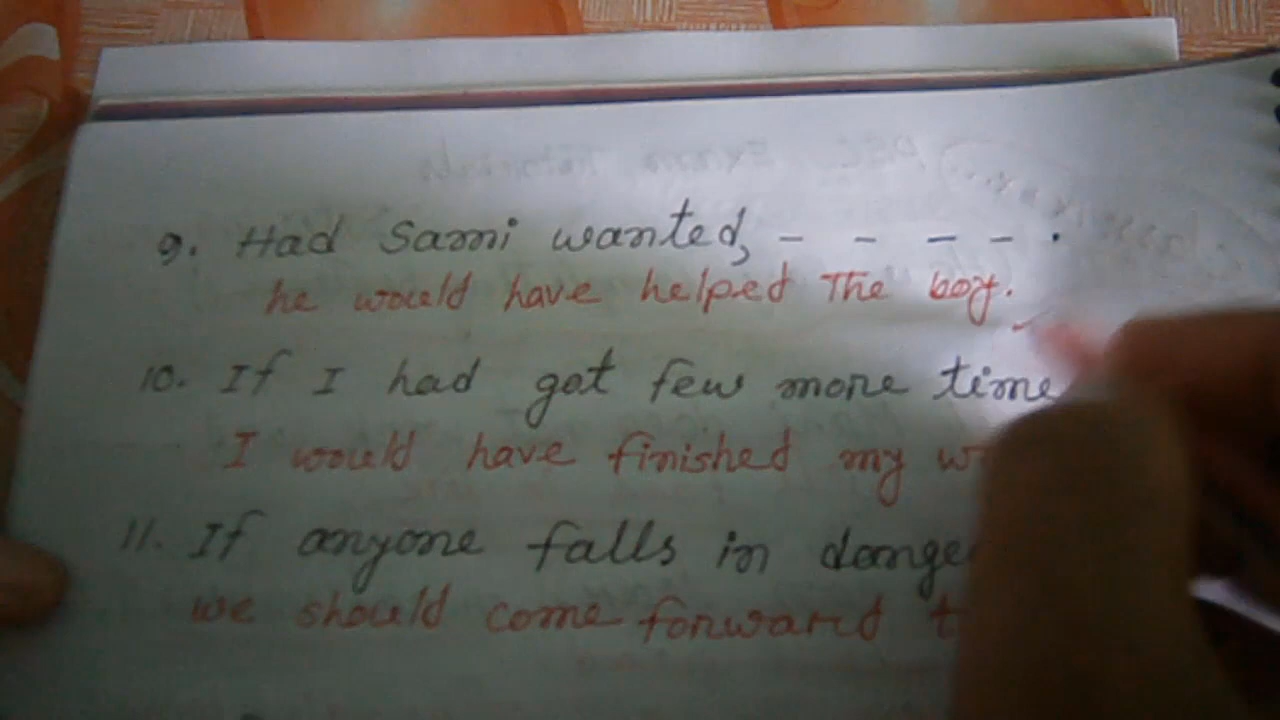 9. Had Sami wanted, - - - - .
he would have helped The boy.
10. If I had got few more time
I would have finished my
11. If anyone falls in
we should come forward